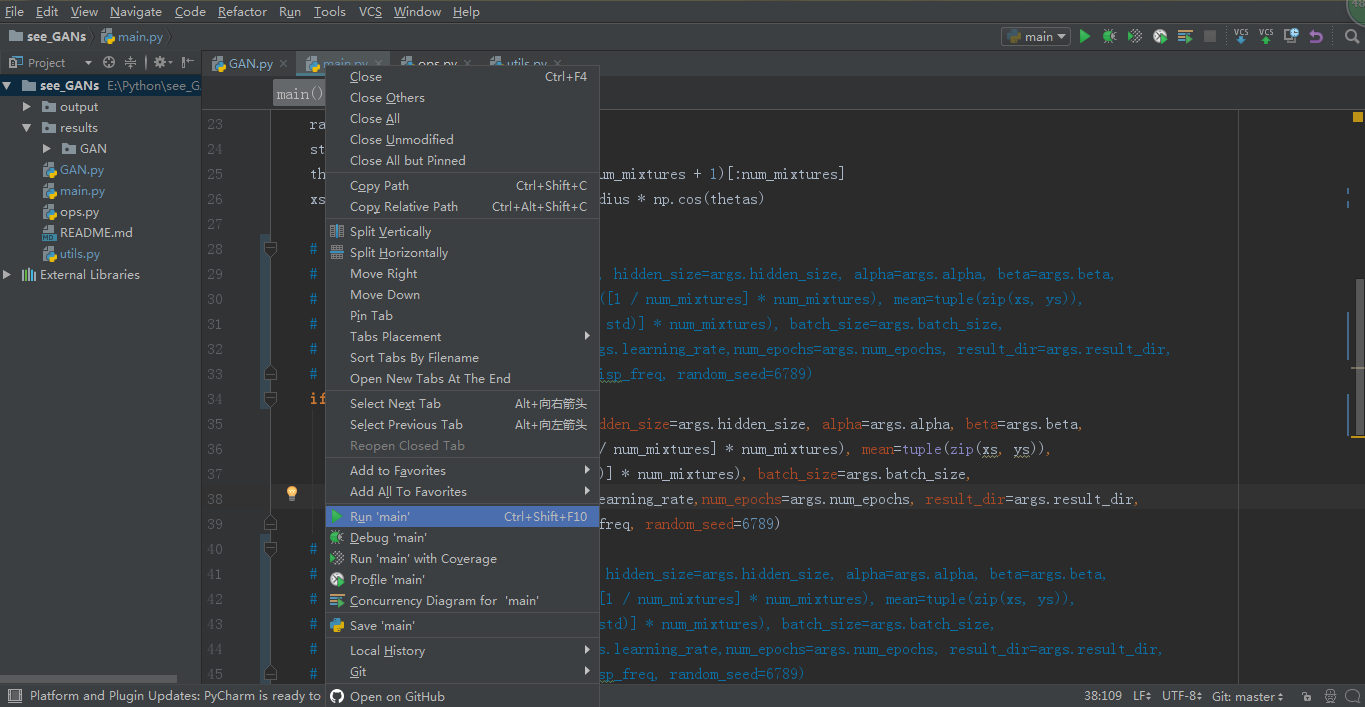 File Edit View Navigate Code Refactor Run Tools VCS Window Help
see_GANs main.py main VCS VCS
Project GAN.py main.py ops.py utils.py
see_GANs E:\Python\see_G
output
results
GAN
GAN.py
main.py
ops.py
README.md
utils.py
External Libraries
main()
Close Ctrl+F4
Close Others
Close All
Close Unmodified
Close All but Pinned
Copy Path Ctrl+Shift+C
Copy Relative Path Ctrl+Alt+Shift+C
Split Vertically
Split Horizontally
Move Right
Move Down
Pin Tab
Tabs Placement
Sort Tabs By Filename
Open New Tabs At The End
Select Next Tab Alt+向右箭头
Select Previous Tab Alt+向左箭头
Reopen Closed Tab
Add to Favorites
Add All To Favorites
Run 'main' Ctrl+Shift+F10
Debug 'main'
Run 'main' with Coverage
Profile 'main'
Concurrency Diagram for 'main'
Save 'main'
Local History
Git
Open on GitHub
23 ra
24 st
25 th um_mixtures + 1)[:num_mixtures]
26 xs dius * np.cos(thetas)
27
28 #
29 # , hidden_size=args.hidden_size, alpha=args.alpha, beta=args.beta,
30 # ([1 / num_mixtures] * num_mixtures), mean=tuple(zip(xs, ys)),
31 # std)] * num_mixtures), batch_size=args.batch_size,
32 # gs.learning_rate,num_epochs=args.num_epochs, result_dir=args.result_dir,
33 # isp_freq, random_seed=6789)
34 if
35 dden_size=args.hidden_size, alpha=args.alpha, beta=args.beta,
36 / num_mixtures] * num_mixtures), mean=tuple(zip(xs, ys)),
37 )] * num_mixtures), batch_size=args.batch_size,
38 earning_rate,num_epochs=args.num_epochs, result_dir=args.result_dir,
39 freq, random_seed=6789)
40 #
41 # hidden_size=args.hidden_size, alpha=args.alpha, beta=args.beta,
42 # [1 / num_mixtures] * num_mixtures), mean=tuple(zip(xs, ys)),
43 # std)] * num_mixtures), batch_size=args.batch_size,
44 # s.learning_rate,num_epochs=args.num_epochs, result_dir=args.result_dir,
45 # sp_freq, random_seed=6789)
Platform and Plugin Updates: PyCharm is ready to 38:109 LF UTF-8 Git: master